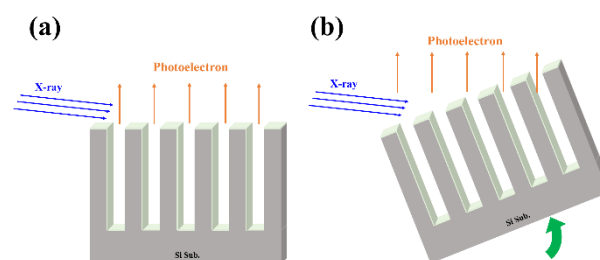 (a)
Photoelectron
X-ray
Si Sub.
(b)
Photoelectron
X-ray
Si Sub.